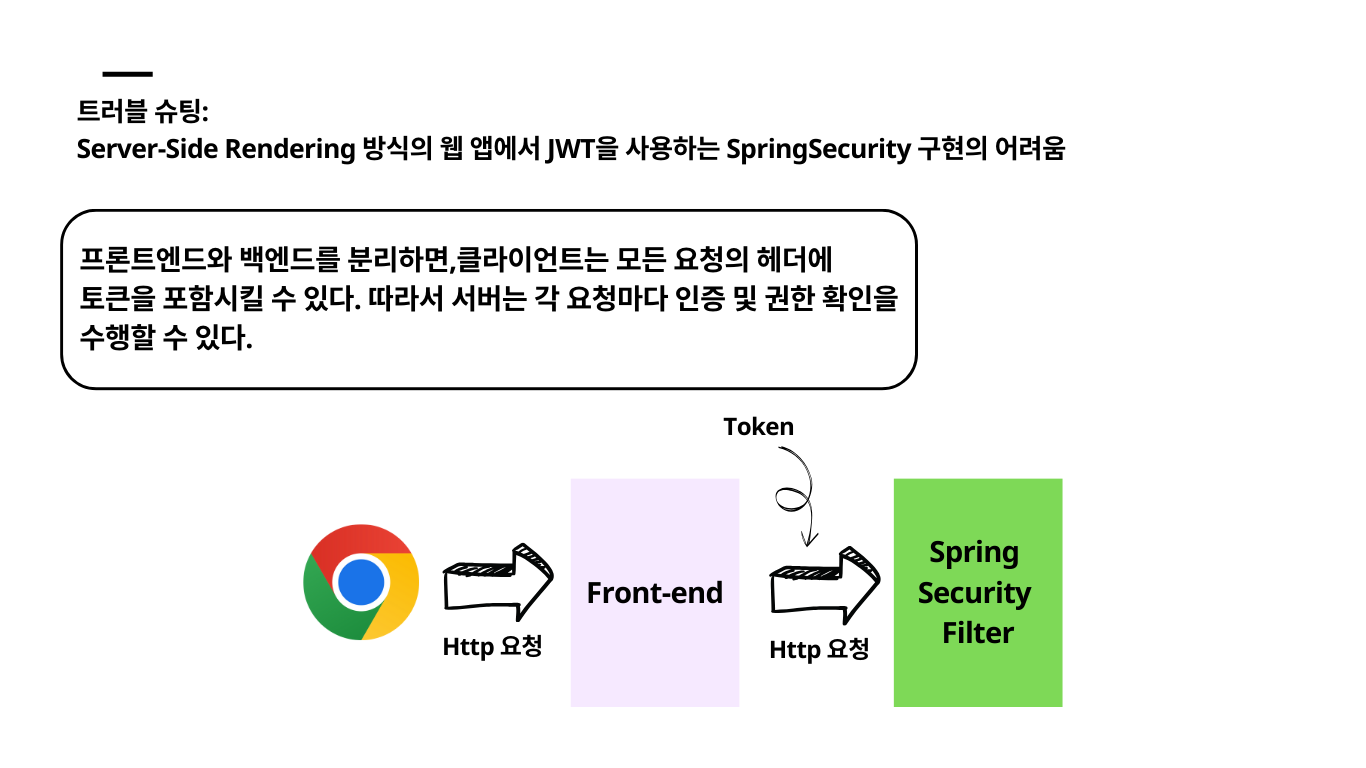 트러블 슈팅:
Server-Side Rendering 방식의 웹 앱에서 JWT을 사용하는 SpringSecurity 구현의 어려움
프론트엔드와 백엔드를 분리하면,클라이언트는 모든 요청의 헤더에
토큰을 포함시킬 수 있다. 따라서 서버는 각 요청마다 인증 및 권한 확인을
수행할 수 있다.
Token
Http 요청
Front-end
Http 요청
Spring
Security
Filter